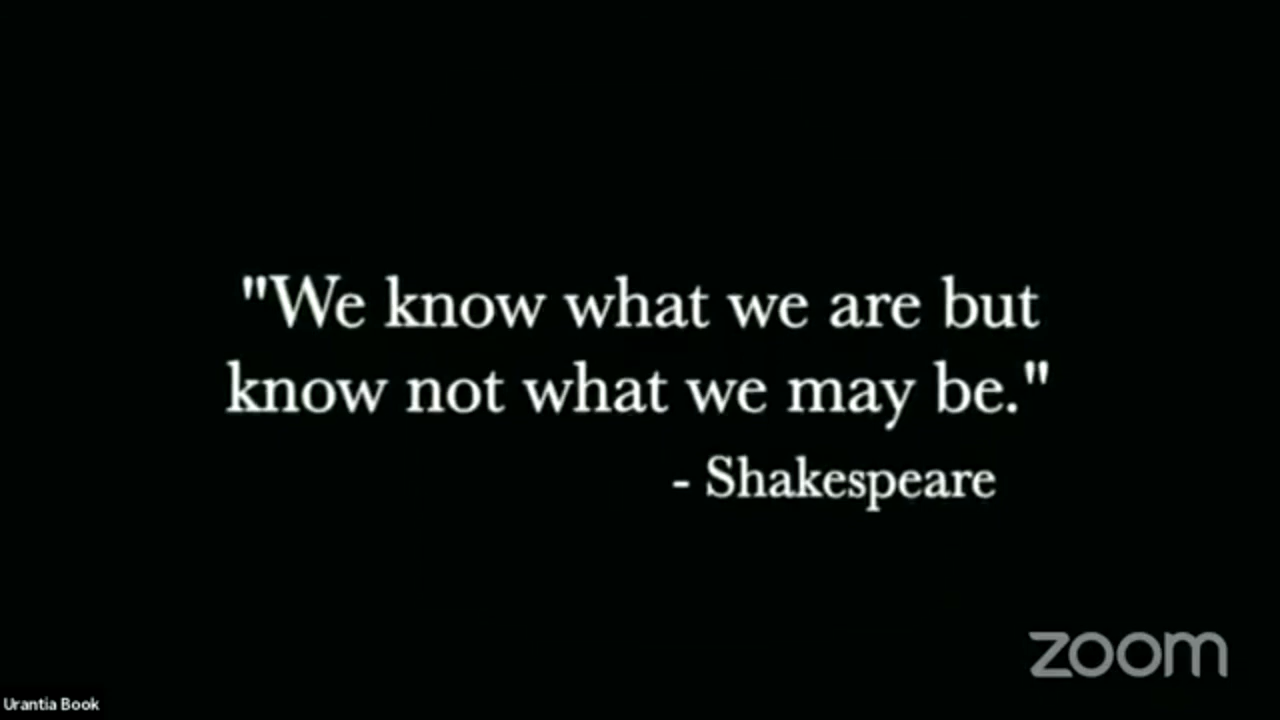 "We know what we are but
know not what we may be."
- Shakespeare
zoom
Urantia Book